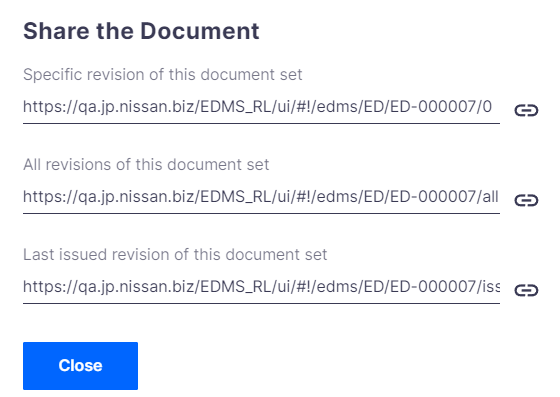 Share the Document
Specific revision of this document set
https://qa.jp.nissan.biz/EDMS_RL/ui/#!/edms/ED/ED-000007/0
All revisions of this document set
https://qa.jp.nissan.biz/EDMS_RL/ui/#!/edms/ED/ED-000007/all
Last issued revision of this document set
https://qa.jp.nissan.biz/EDMS_RL/ui/#!/edms/ED/ED-000007/iss
Close